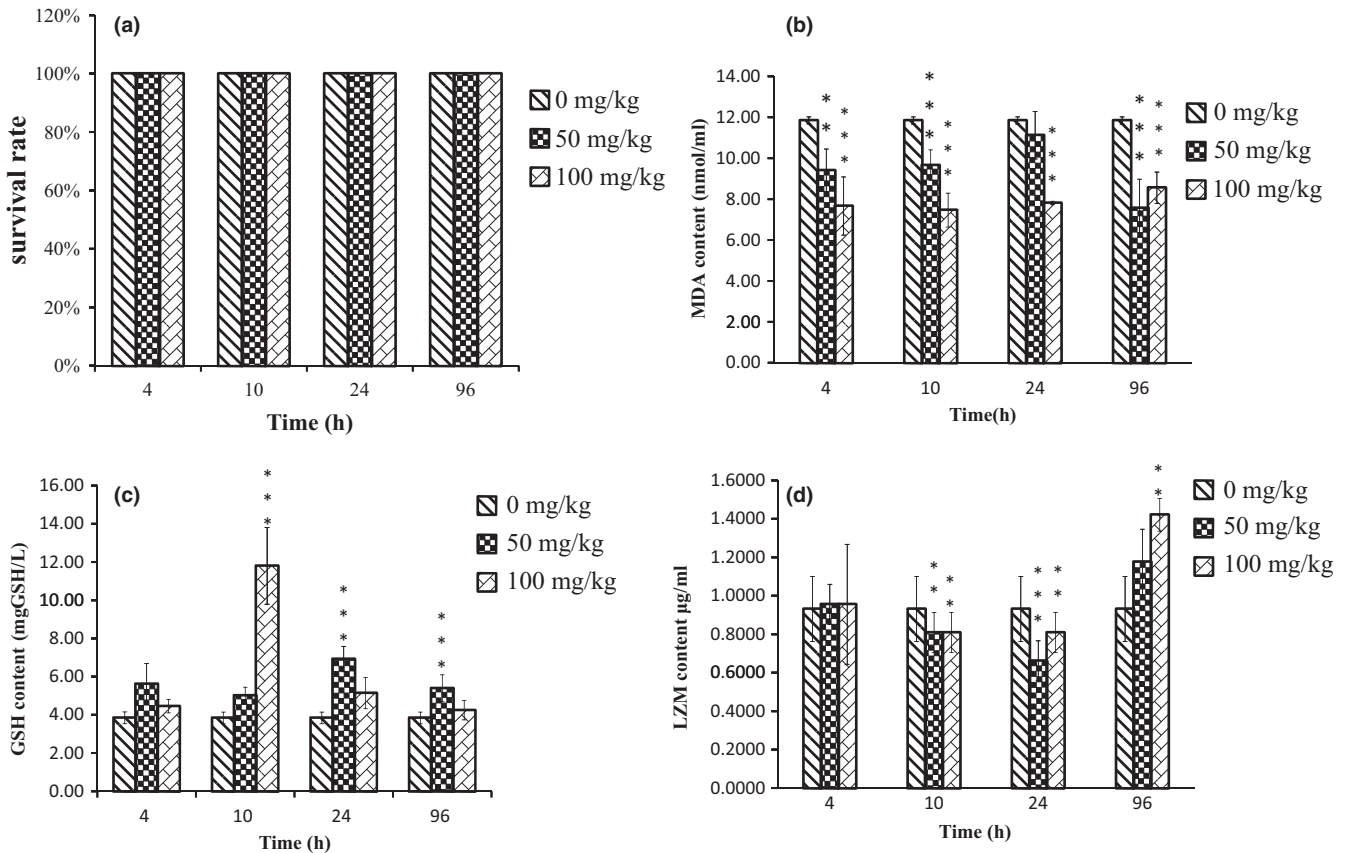 (a)
120%
100%
80%
60%
40%
20%
0%
survival rate
4 10 24 96
Time (h)
0 mg/kg
50 mg/kg
100 mg/kg
(b)
14.00
12.00
10.00
8.00
6.00
4.00
2.00
0.00
MDA content (nmol/ml)
* * * * * * * * * * * * * * * * * * *
4 10 24 96
Time(h)
0 mg/kg
50 mg/kg
100 mg/kg
(c)
16.00
14.00
12.00
10.00
8.00
6.00
4.00
2.00
0.00
GSH content (mgGSH/L)
* * *
* * *
* * *
4 10 24 96
Time (h)
0 mg/kg
50 mg/kg
100 mg/kg
(d)
1.6000
1.4000
1.2000
1.0000
0.8000
0.6000
0.4000
0.2000
0.0000
LZM content μg/ml
* *
* *
* * *
* *
* *
4 10 24 96
Time (h)
0 mg/kg
50 mg/kg
100 mg/kg